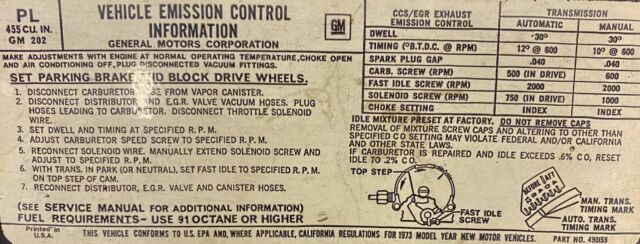 PL
455 CU. IN.
GM 202
VEHICLE EMISSION CONTROL
INFORMATION
GENERAL MOTORS CORPORATION
GM
MAKE ADJUSTMENTS WITH ENGINE AT NORMAL OPERATING TEMPERATURE, CHOKE OPEN
AND AIR CONDITIONING OFF, PLUG DISCONNECTED VACUUM FITTINGS.
SET PARKING BRAKE AND BLOCK DRIVE WHEELS.
1. DISCONNECT CARBURETOR HOSE FROM VAPOR CANISTER.
2. DISCONNECT DISTRIBUTOR AND E.G.R. VALVE VACUUM HOSES. PLUG
HOSES LEADING TO CARBURETOR. DISCONNECT THROTTLE SOLENOID
WIRE.
3. SET DWELL AND TIMING AT SPECIFIED R.P.M.
4. ADJUST CARBURETOR SPEED SCREW TO SPECIFIED R.P.M.
5. RECONNECT SOLENOID WIRE, MANUALLY EXTEND SOLENOID SCREW AND
ADJUST TO SPECIFIED R.P.M.
6. WITH TRANS. IN PARK (OR NEUTRAL), SET FAST IDLE TO SPECIFIED R.P.M.
ON TOP STEP OF CAM.
7. RECONNECT DISTRIBUTOR, E.G.R. VALVE AND CANISTER HOSES.
(SEE SERVICE MANUAL FOR ADDITIONAL INFORMATION)
FUEL REQUIREMENTS- USE 91 OCTANE OR HIGHER
CCS/EGR EXHAUST
EMISSION CONTROL
TRANSMISSION
AUTOMATIC MANUAL
DWELL 30° 30°
TIMING (°B.T.D.C. @ RPM) 12° @ 600 10° @ 600
SPARK PLUG GAP .040 .040
CARB. SCREW (RPM) 500 (IN DRIVE) 600
FAST IDLE SCREW (RPM) 2000 2000
SOLENOID SCREW (RPM) 750 (IN DRIVE) 1000
CHOKE SETTING INDEX INDEX
IDLE MIXTURE PRESET AT FACTORY. DO NOT REMOVE CAPS
REMOVAL OF MIXTURE SCREW CAPS AND ALTERING TO OTHER THAN
SPECIFIED CO SETTING MAY VIOLATE FEDERAL AND/OR CALIFORNIA
AND OTHER STATE LAWS.
IF CARBURETOR IS REPAIRED AND IDLE EXCEEDS .6% CO, RESET
IDLE TO .2% CO.
TOP STEP
FAST IDLE
SCREW
BEFORE
MAN. TRANS.
TIMING MARK
AUTO. TRANS.
TIMING MARK
Printed in
U.S.A.
THIS VEHICLE CONFORMS TO U.S. EPA AND, WHERE APPLICABLE, CALIFORNIA REGULATIONS FOR 1973 MODEL YEAR NEW MOTOR VEHICLES.
PART NO. 490155